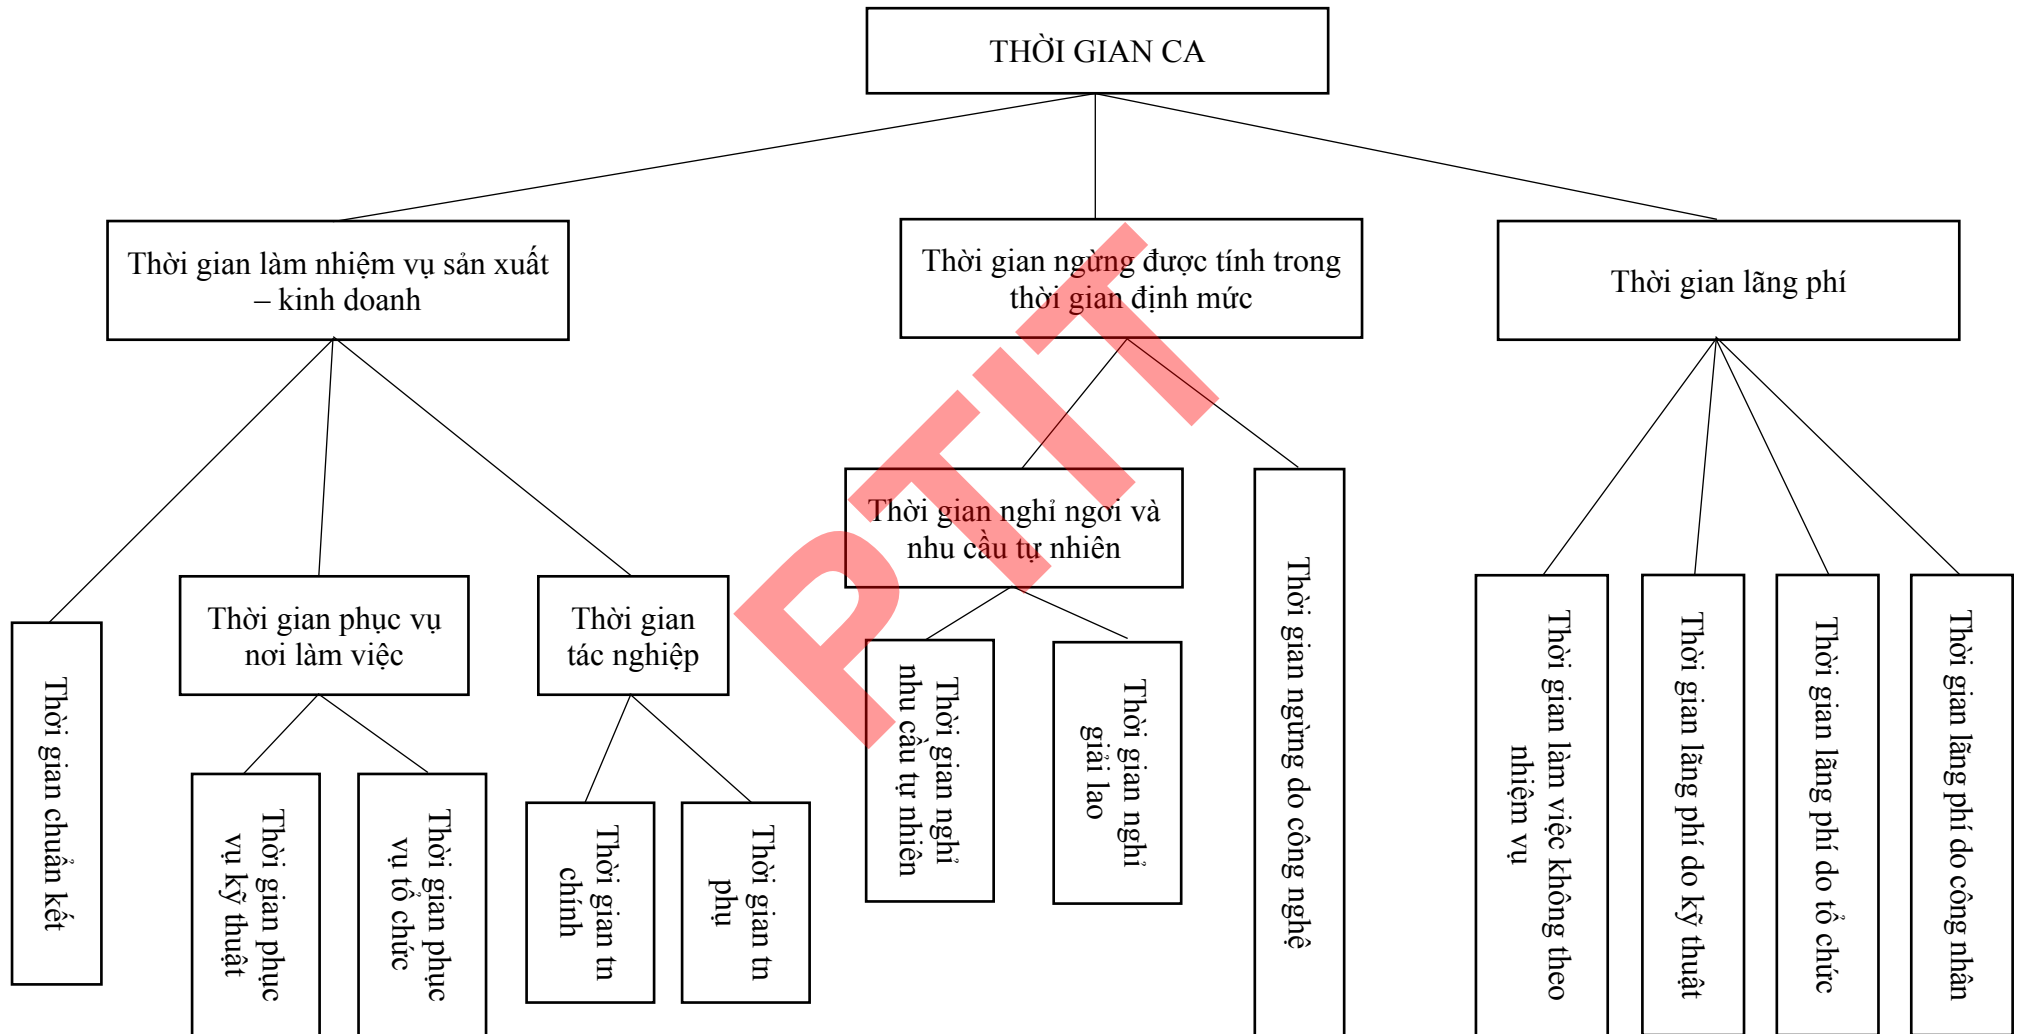 THỜI GIAN CA
Thời gian làm nhiệm vụ sản xuất
– kinh doanh
Thời gian ngừng được tính trong
thời gian định mức
Thời gian lãng phí
Thời gian chuẩn kết
Thời gian phục vụ
nơi làm việc
Thời gian
tác nghiệp
Thời gian nghỉ ngơi và
nhu cầu tự nhiên
Thời gian ngừng do công nghệ
Thời gian làm việc không theo
nhiệm vụ
Thời gian lãng phí do kỹ thuật
Thời gian lãng phí do tổ chức
Thời gian lãng phí do công nhân
Thời gian phục
vụ kỹ thuật
Thời gian phục
vụ tổ chức
Thời gian tn
chính
Thời gian tn
phụ
Thời gian nghỉ
nhu cầu tự nhiên
Thời gian nghỉ
giải lao
PTIT